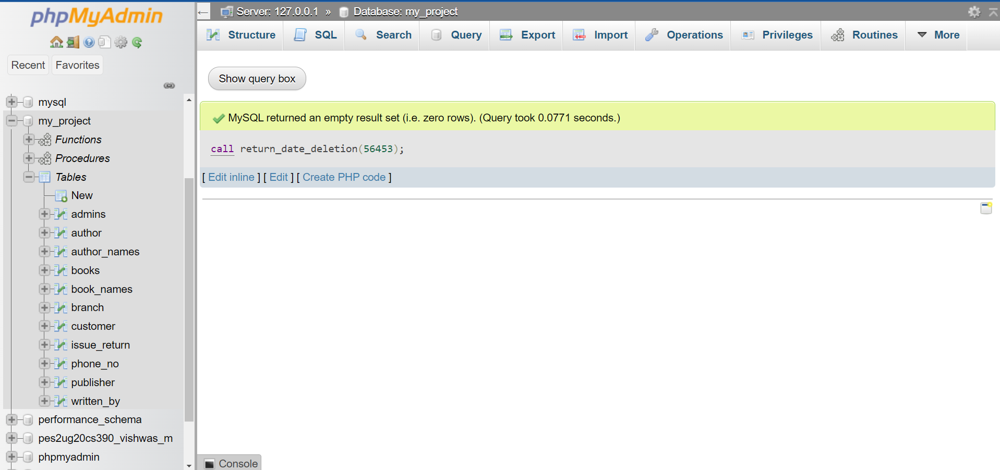 phpMyAdmin
Recent Favorites
mysql
my_project
Functions
Procedures
Tables
New
admins
author
author_names
books
book_names
branch
customer
issue_return
phone_no
publisher
written_by
performance_schema
pes2ug20cs390_vishwas_m
phpmyadmin
← Server: 127.0.0.1 » Database: my_project
Structure SQL Search Query Export Import Operations Privileges Routines More
Show query box
MySQL returned an empty result set (i.e. zero rows). (Query took 0.0771 seconds.)
call return_date_deletion(56453);
[ Edit inline ] [ Edit ] [ Create PHP code ]
Console